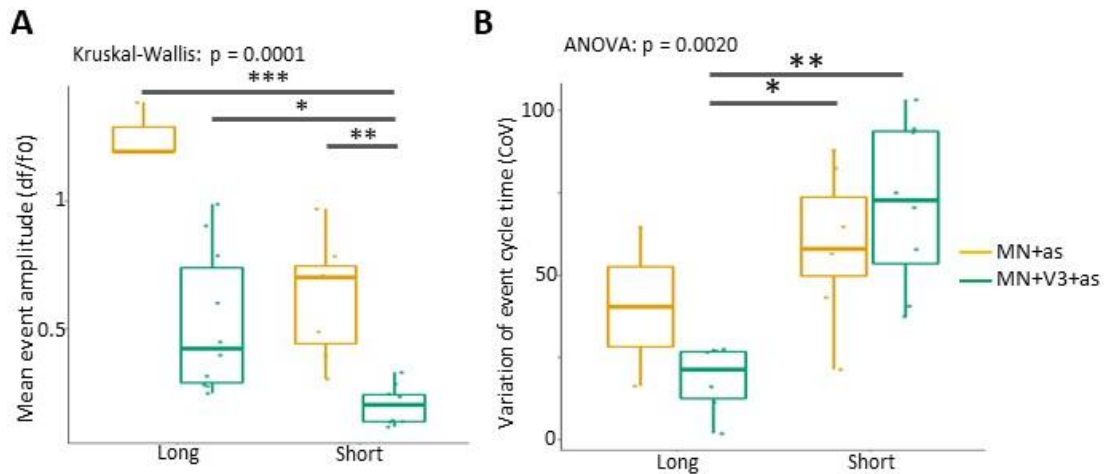 A
Kruskal-Wallis: p = 0.0001
***
*
**
Mean event amplitude (df/f0)
1
0.5
Long
Short
B
ANOVA: p = 0.0020
**
*
Variation of event cycle time (CoV)
100
50
0
Long
Short
MN+as
MN+V3+as